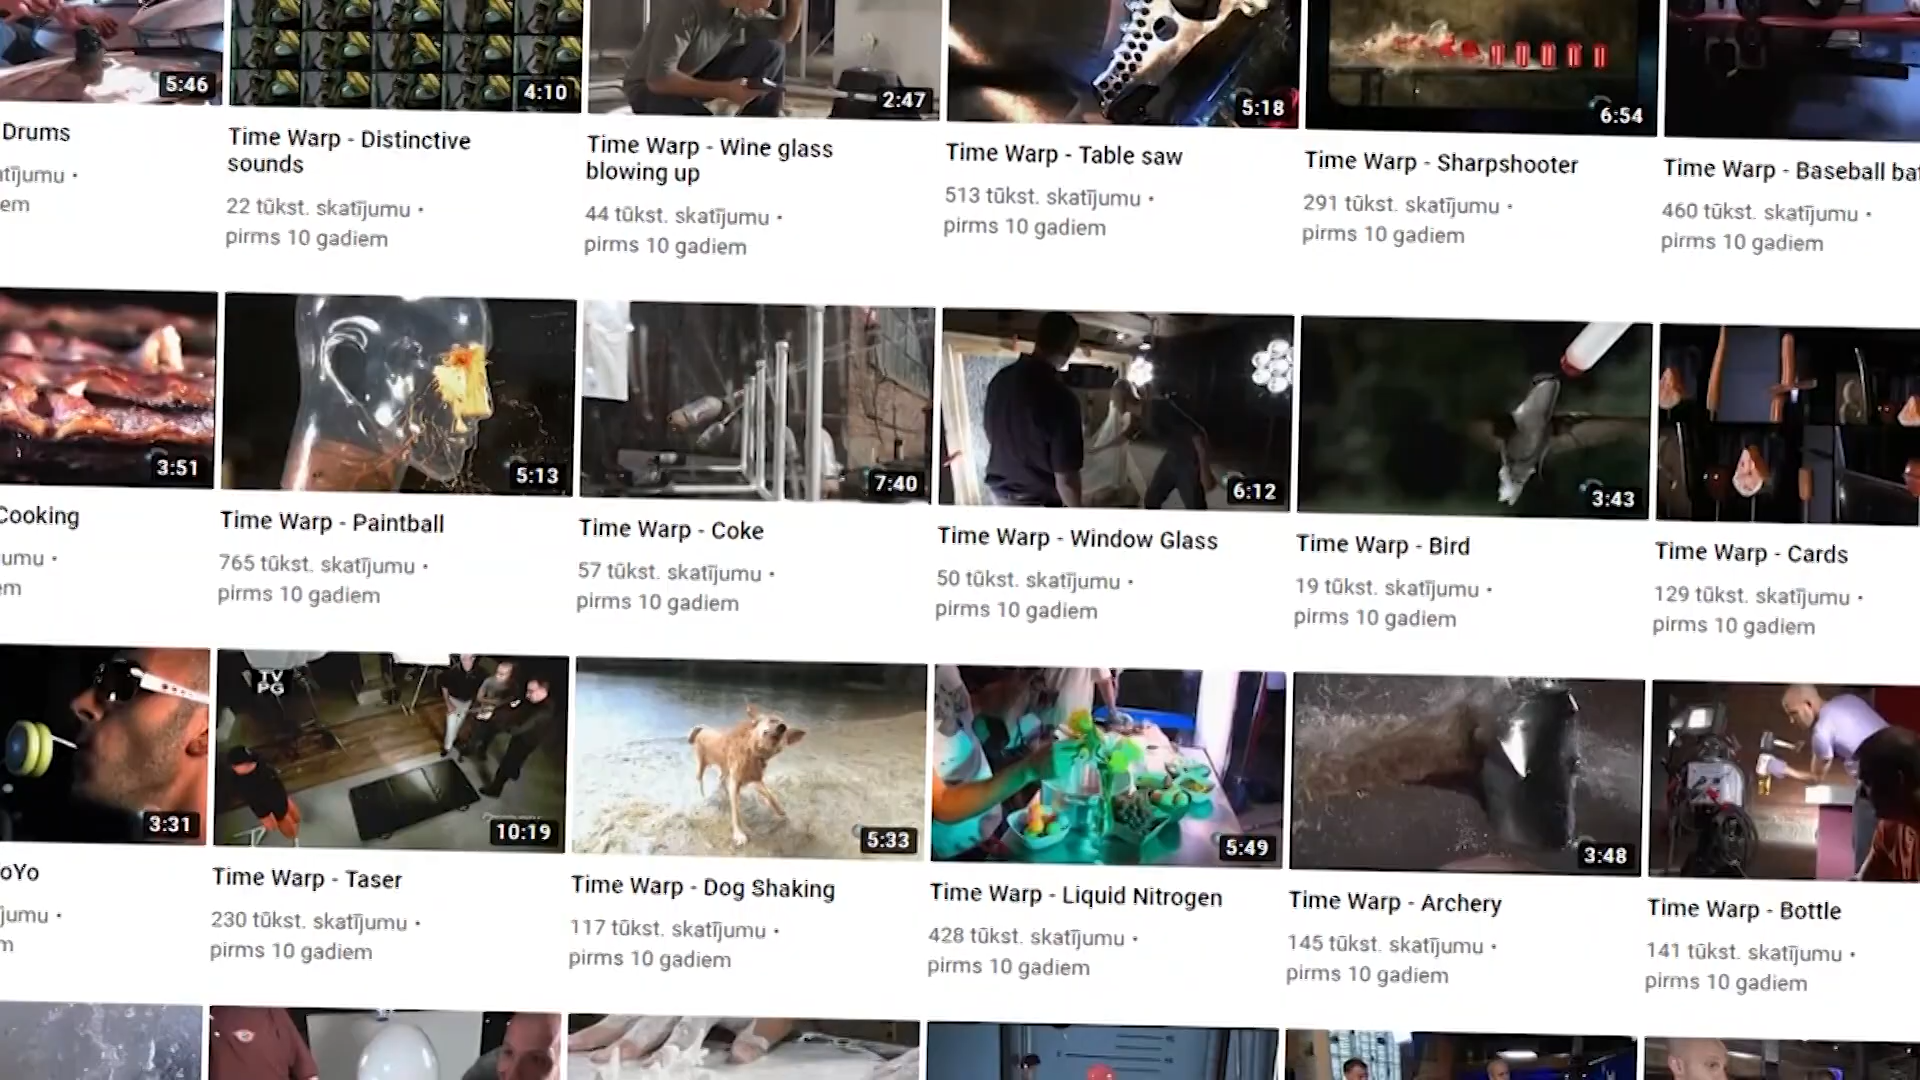 5:46
4:10
2:47
5:18
6:54
Drums
Time Warp - Distinctive
sounds
Time Warp - Wine glass
blowing up
Time Warp - Table saw
Time Warp - Sharpshooter
Time Warp - Baseball
22 tūkst. skatījumu •
pirms 10 gadiem
44 tūkst. skatījumu •
pirms 10 gadiem
513 tūkst. skatījumu •
pirms 10 gadiem
291 tūkst. skatījumu •
pirms 10 gadiem
460 tūkst. skatījumu •
pirms 10 gadiem
3:51
5:13
7:40
6:12
3:43
Cooking
Time Warp - Paintball
765 tūkst. skatījumu •
pirms 10 gadiem
Time Warp - Coke
57 tūkst. skatījumu •
pirms 10 gadiem
Time Warp - Window Glass
50 tūkst. skatījumu •
pirms 10 gadiem
Time Warp - Bird
19 tūkst. skatījumu •
pirms 10 gadiem
Time Warp - Cards
129 tūkst. skatījumu •
pirms 10 gadiem
TV
PG
3:31
10:19
5:33
5:49
3:48
oYo
Time Warp - Taser
230 tūkst. skatījumu •
pirms 10 gadiem
Time Warp - Dog Shaking
117 tūkst. skatījumu •
pirms 10 gadiem
Time Warp - Liquid Nitrogen
428 tūkst. skatījumu •
pirms 10 gadiem
Time Warp - Archery
145 tūkst. skatījumu •
pirms 10 gadiem
Time Warp - Bottle
141 tūkst. skatījumu •
pirms 10 gadiem